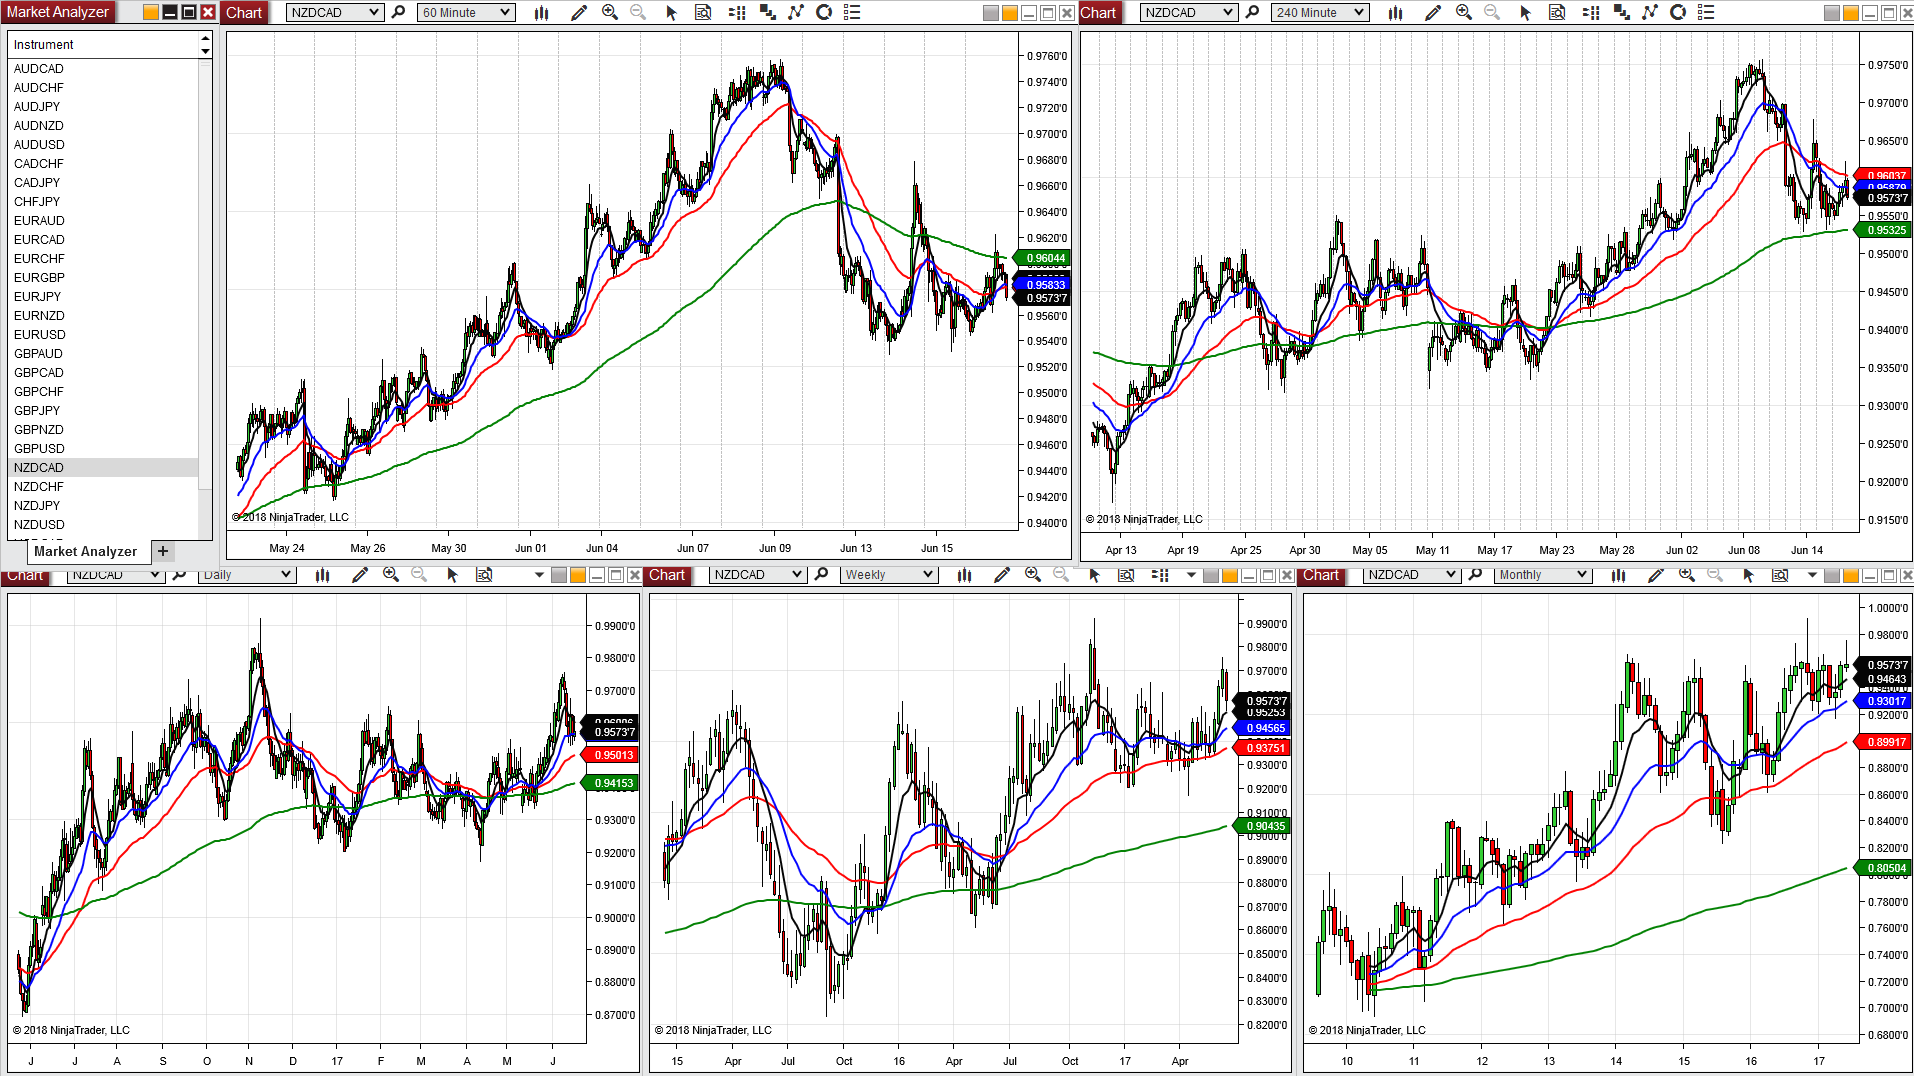 Market Analyzer
Instrument
AUDCAD
AUDCHF
AUDJPY
AUDNZD
AUDUSD
CADCHF
CADJPY
CHFJPY
EURAUD
EURCAD
EURCHF
EURGBP
EURJPY
EURNZD
EURUSD
GBPAUD
GBPCAD
GBPCHF
GBPJPY
GBPNZD
GBPUSD
NZDCAD
NZDCHF
NZDJPY
NZDUSD
Market Analyzer +
Chart NZDCAD 60 Minute
0.9760'0
0.9740'0
0.9720'0
0.9700'0
0.9680'0
0.9660'0
0.9640'0
0.9620'0
0.96044
0.95833
0.9573'7
0.9560'0
0.9540'0
0.9520'0
0.9500'0
0.9480'0
0.9460'0
0.9440'0
0.9420'0
0.9400'0
© 2018 NinjaTrader, LLC
May 24 May 26 May 30 Jun 01 Jun 04 Jun 07 Jun 09 Jun 13 Jun 15
Chart NZDCAD 240 Minute
0.9750'0
0.9700'0
0.9650'0
0.96037
0.95879
0.9573'7
0.9550'0
0.95325
0.9500'0
0.9450'0
0.9400'0
0.9350'0
0.9300'0
0.9250'0
0.9200'0
0.9150'0
© 2018 NinjaTrader, LLC
Apr 13 Apr 19 Apr 25 Apr 30 May 05 May 11 May 17 May 23 May 28 Jun 02 Jun 08 Jun 14
Chart NZDCAD Daily
0.9900'0
0.9800'0
0.9700'0
0.9573'7
0.95013
0.94153
0.9300'0
0.9200'0
0.9100'0
0.9000'0
0.8900'0
0.8800'0
0.8700'0
© 2018 NinjaTrader, LLC
J J A S O N D 17 F M A M J
Chart NZDCAD Weekly
0.9900'0
0.9800'0
0.9700'0
0.9573'7
0.95253
0.94565
0.93751
0.9300'0
0.9200'0
0.9100'0
0.90435
0.9000'0
0.8900'0
0.8800'0
0.8700'0
0.8600'0
0.8500'0
0.8400'0
0.8300'0
0.8200'0
© 2018 NinjaTrader, LLC
15 Apr Jul Oct 16 Apr Jul Oct 17 Apr
Chart NZDCAD Monthly
1.0000'0
0.9800'0
0.9573'7
0.94643
0.9400'0
0.93017
0.9200'0
0.89917
0.8800'0
0.8600'0
0.8400'0
0.8200'0
0.80504
0.7800'0
0.7600'0
0.7400'0
0.7200'0
0.7000'0
0.6800'0
© 2018 NinjaTrader, LLC
10 11 12 13 14 15 16 17